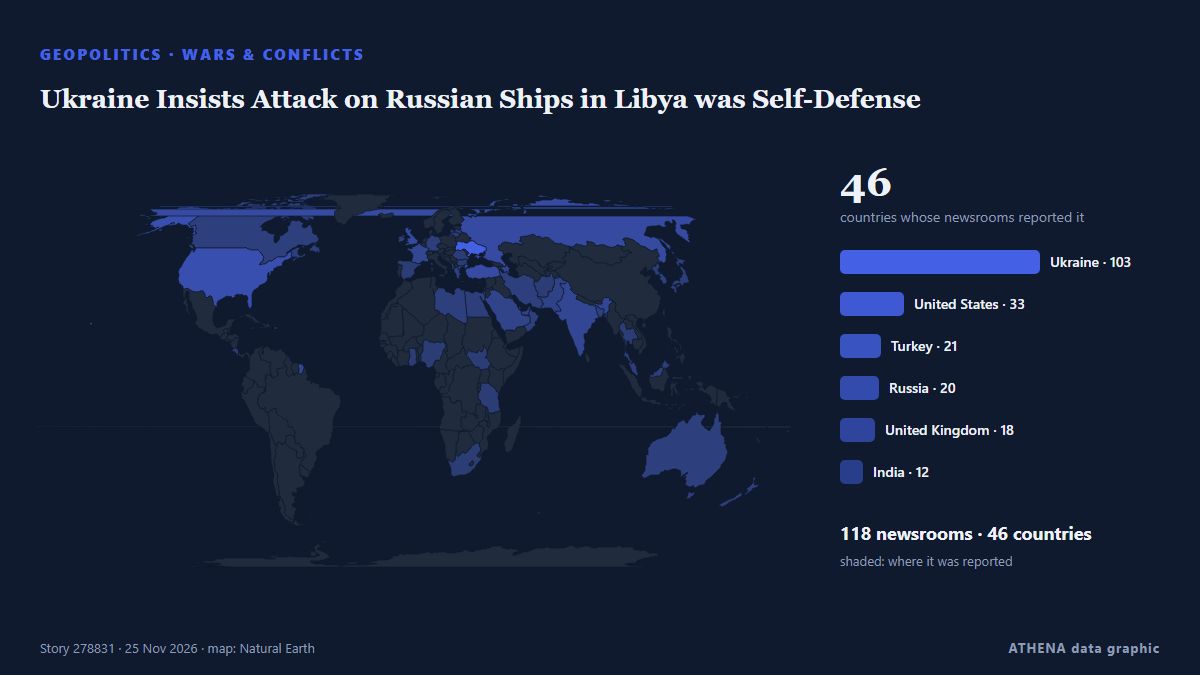 GEOPOLITICS · WARS & CONFLICTS
Ukraine Insists Attack on Russian Ships in Libya was Self-Defense
46
countries whose newsrooms reported it
Ukraine · 103
United States · 33
Turkey · 21
Russia · 20
United Kingdom · 18
India · 12
118 newsrooms · 46 countries
shaded: where it was reported
Story 278831 · 25 Nov 2026 · map: Natural Earth
ATHENA data graphic